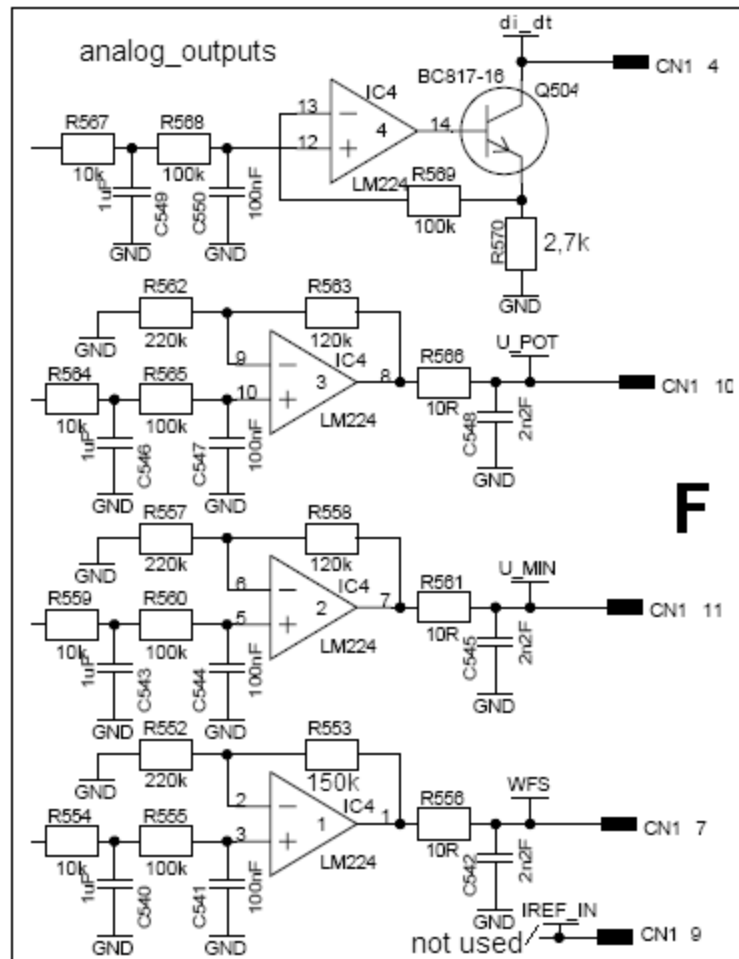 analog_outputs
di_dt
CN1 4
BC817-16
Q504
IC4
13
4
14
12
LM224
R567
10k
R568
100k
1uF
C549
C550
100nF
R569
100k
R570
2,7k
GND
GND
GND
R562
220k
R563
120k
GND
IC4
9
3
8
10
LM224
R564
10k
R565
100k
1uF
C546
C547
100nF
GND
GND
R566
10R
U_POT
CN1 10
C548
2n2F
GND
F
R557
220k
R558
120k
GND
IC4
6
2
7
5
LM224
R559
10k
R560
100k
1uF
C543
C544
100nF
GND
GND
R561
10R
U_MIN
CN1 11
C545
2n2F
GND
R552
220k
R553
150k
GND
IC4
2
1
1
3
LM224
R554
10k
R555
100k
1uF
C540
C541
100nF
GND
GND
R556
10R
WFS
CN1 7
C542
2n2F
GND
IREF_IN
not used
CN1 9